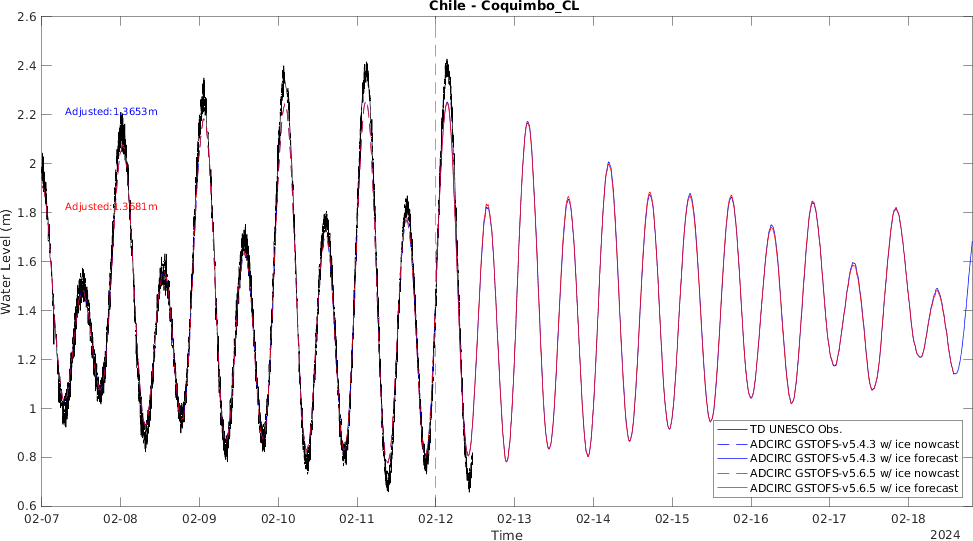 Chile - Coquimbo_CL
2.6
2.4
2.2
2
1.8
1.6
1.4
1.2
1
0.8
0.6
Water Level (m)
Adjusted:1.3653m
Adjusted:1.3681m
TD UNESCO Obs.
ADCIRC GSTOFS-v5.4.3 w/ ice nowcast
ADCIRC GSTOFS-v5.4.3 w/ ice forecast
ADCIRC GSTOFS-v5.6.5 w/ ice nowcast
ADCIRC GSTOFS-v5.6.5 w/ ice forecast
02-07 02-08 02-09 02-10 02-11 02-12 02-13 02-14 02-15 02-16 02-17 02-18
Time
2024